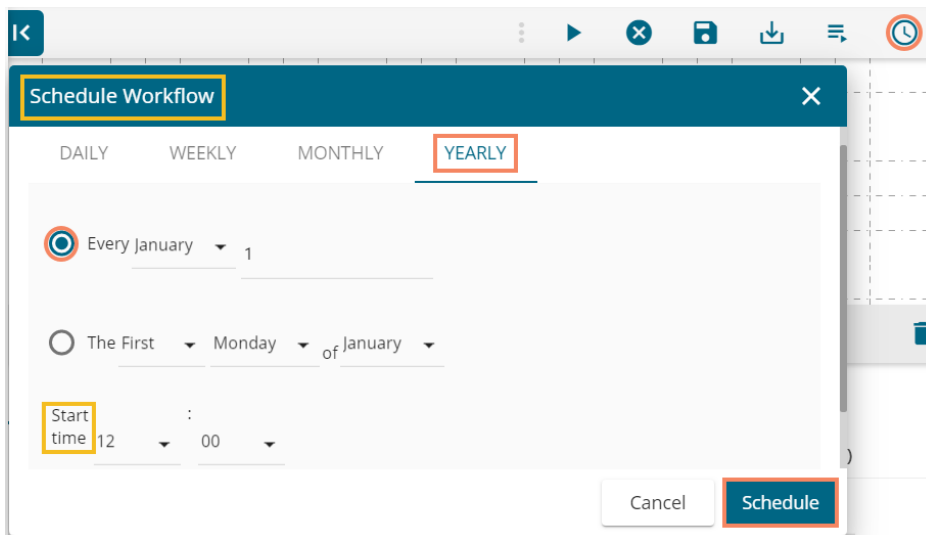 Schedule Workflow
DAILY WEEKLY MONTHLY YEARLY
Every January 1
The First Monday of January
Start time 12 : 00
)
Cancel Schedule